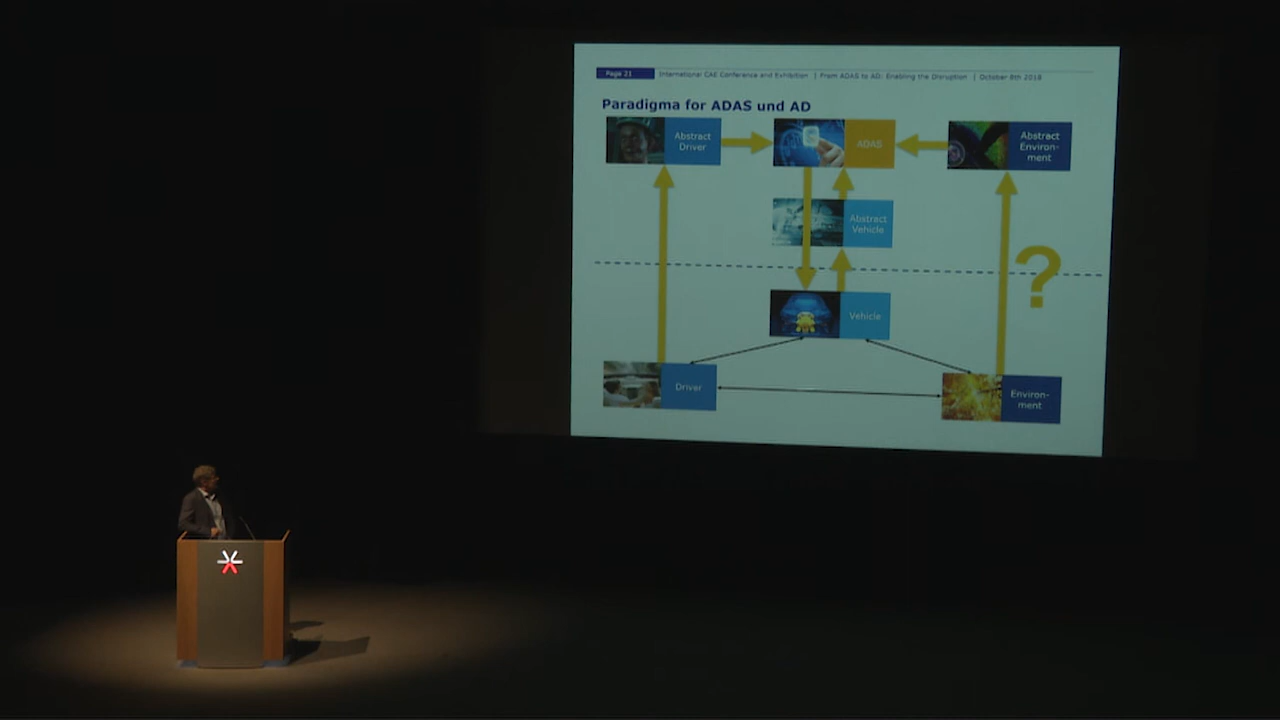 Page 21 International CAE Conference and Exhibition | From ADAS to AD: Enabling the Disruption | October 8th 2018
Paradigma for ADAS und AD
Abstract
Driver
ADAS
Abstract
Environ-
ment
Abstract
Vehicle
?
Vehicle
Driver
Environ-
ment